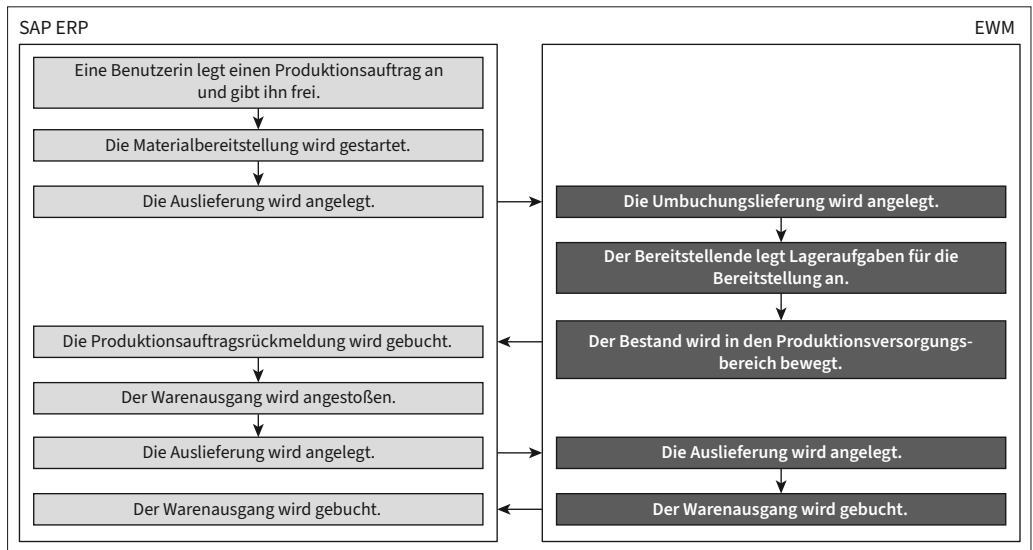 SAP ERP
EWM
Eine Benutzerin legt einen Produktionsauftrag an
und gibt ihn frei.
Die Materialbereitstellung wird gestartet.
Die Auslieferung wird angelegt.
Die Umbuchungslieferung wird angelegt.
Der Bereitstellende legt Lageraufgaben für die
Bereitstellung an.
Der Bestand wird in den Produktionsversorgungs-
bereich bewegt.
Die Produktionsauftragsrückmeldung wird gebucht.
Der Warenausgang wird angestoßen.
Die Auslieferung wird angelegt.
Die Auslieferung wird angelegt.
Der Warenausgang wird gebucht.
Der Warenausgang wird gebucht.